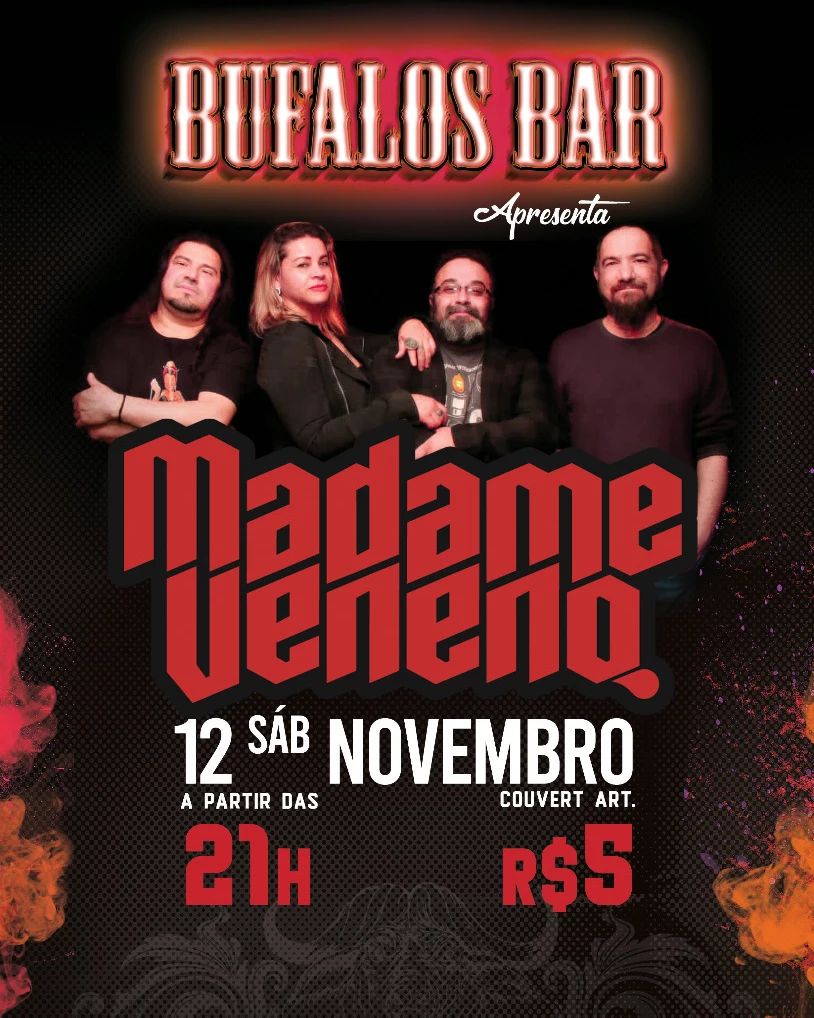 BUFALOS BAR
Apresenta
Madame
Veneno
12 SÁB NOVEMBRO
A PARTIR DAS
21H
COUVERT ART.
R$5